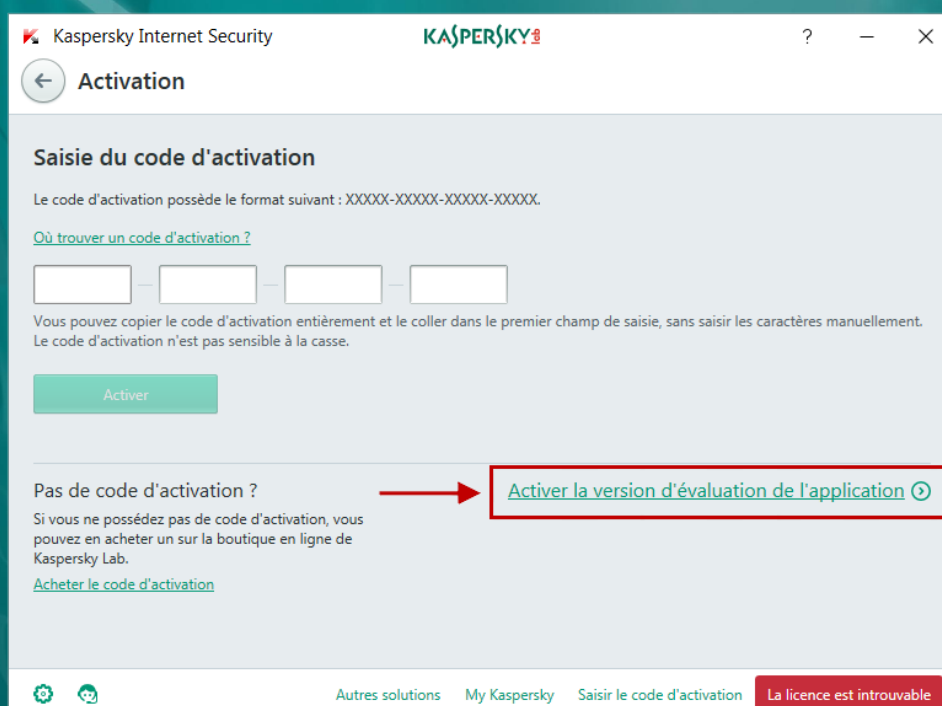 Kaspersky Internet Security
KASPERSKY lab
?
Activation
Saisie du code d'activation
Le code d'activation possède le format suivant : XXXXX-XXXXX-XXXXX-XXXXX.
Où trouver un code d'activation ?
Vous pouvez copier le code d'activation entièrement et le coller dans le premier champ de saisie, sans saisir les caractères manuellement.
Le code d'activation n'est pas sensible à la casse.
Activer
Pas de code d'activation ?
Activer la version d'évaluation de l'application
Si vous ne possédez pas de code d'activation, vous
pouvez en acheter un sur la boutique en ligne de
Kaspersky Lab.
Acheter le code d'activation
Autres solutions My Kaspersky Saisir le code d'activation La licence est introuvable